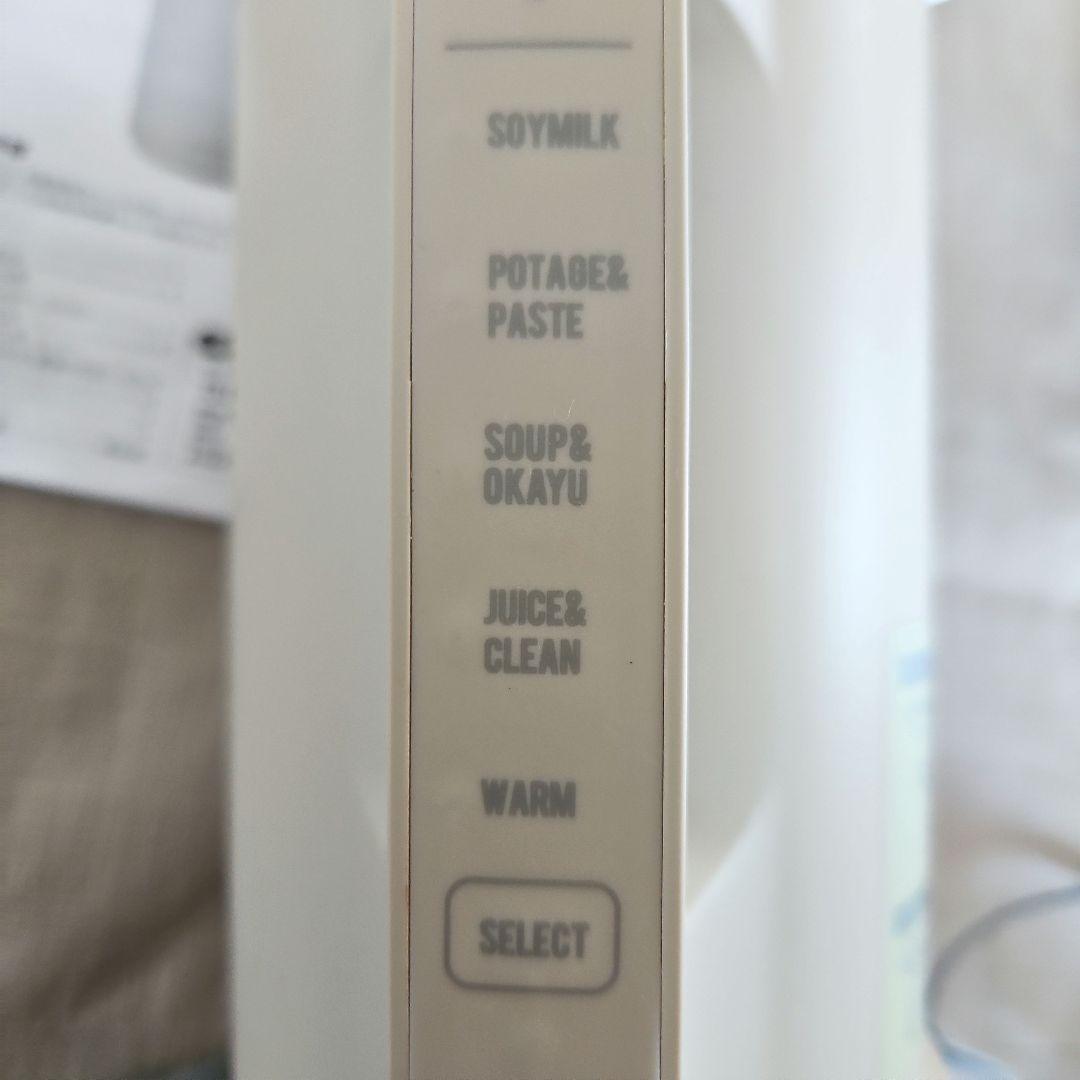 SOYMILK
POTAGE&
PASTE
SOUP&
OKAYU
JUICE&
CLEAN
WARM
SELECT